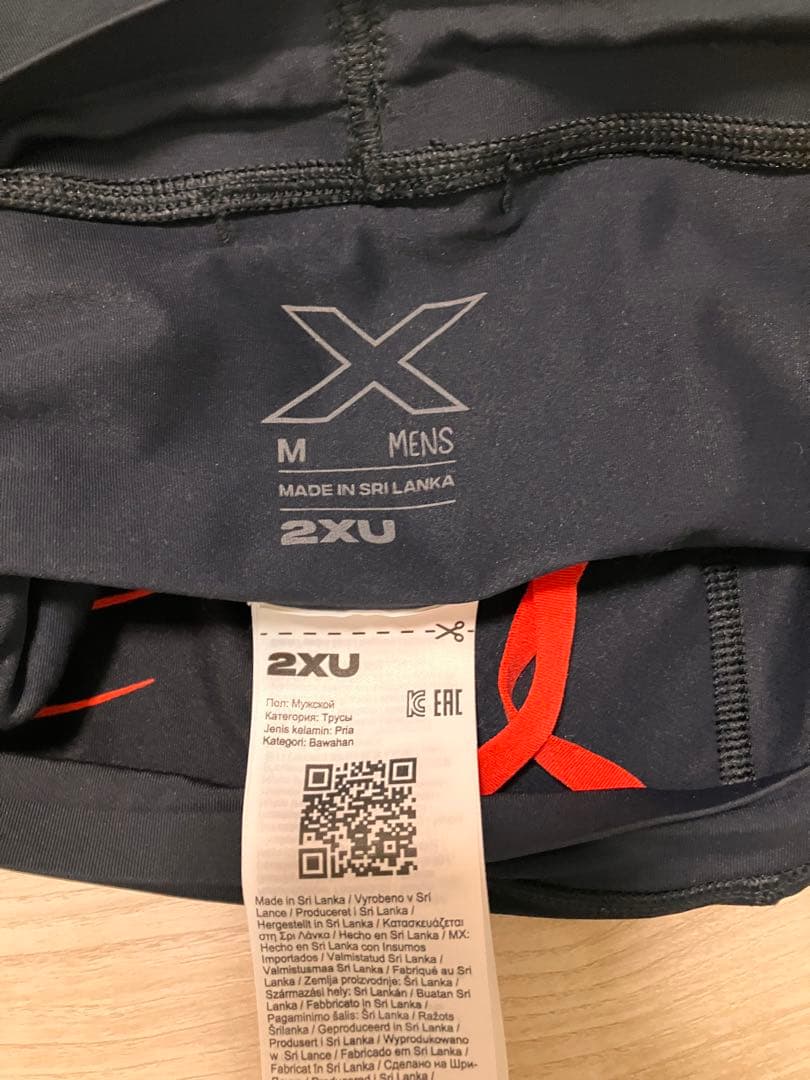 X
M MENS
MADE IN SRI LANKA
2XU
2XU
Пол: Мужской
Категория: Трусы
Jenis kelamin: Pria
Kategori: Bawahan
EAC
Made in Sri Lanka / Vyrobeno v Srí
Lance / Produceret i Sri Lanka /
Hergestellt in Sri Lanka / Κατασκευάζεται
στη Σρι Λάνκα / Hecho en Sri Lanka / MX:
Hecho en Sri Lanka con Insumos
Importados / Valmistatud Sri Lanka /
Valmistusmaa Sri Lanka / Fabriqué au Sri
Lanka / Zemlja proizvodnje: Šri Lanka /
Származási hely: Sri Lankán / Buatan Sri
Lanka / Fabbricato in Sri Lanka /
Pagaminimo šalis: Šri Lanka / Ražots
Šrilanka / Geproduceerd in Sri Lanka /
Produsert i Sri Lanka / Wyprodukowano
w Sri Lance / Fabricado em Sri Lanka /
Fabricat în Sri Lanka / Сделано на Шри-
Sri Lanka /